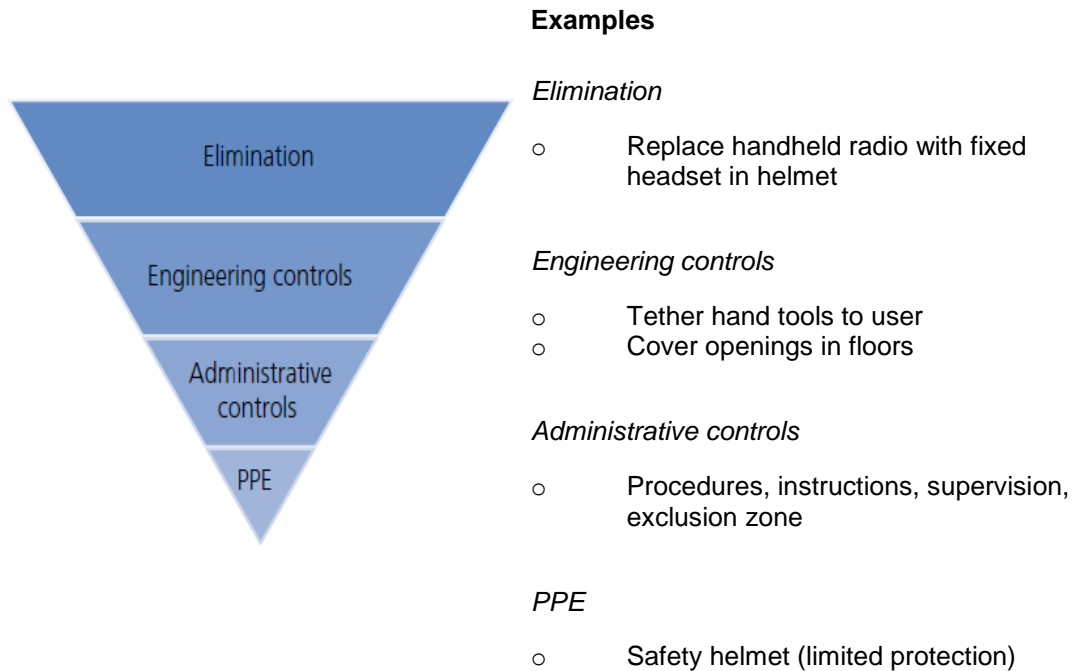 Examples
Elimination
o Replace handheld radio with fixed
headset in helmet
Engineering controls
o Tether hand tools to user
o Cover openings in floors
Administrative controls
o Procedures, instructions, supervision,
exclusion zone
PPE
o Safety helmet (limited protection)
Elimination
Engineering controls
Administrative
controls
PPE